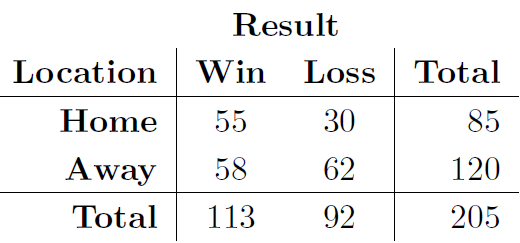 Result
Location Win Loss Total
Home 55 30 85
Away 58 62 120
Total 113 92 205